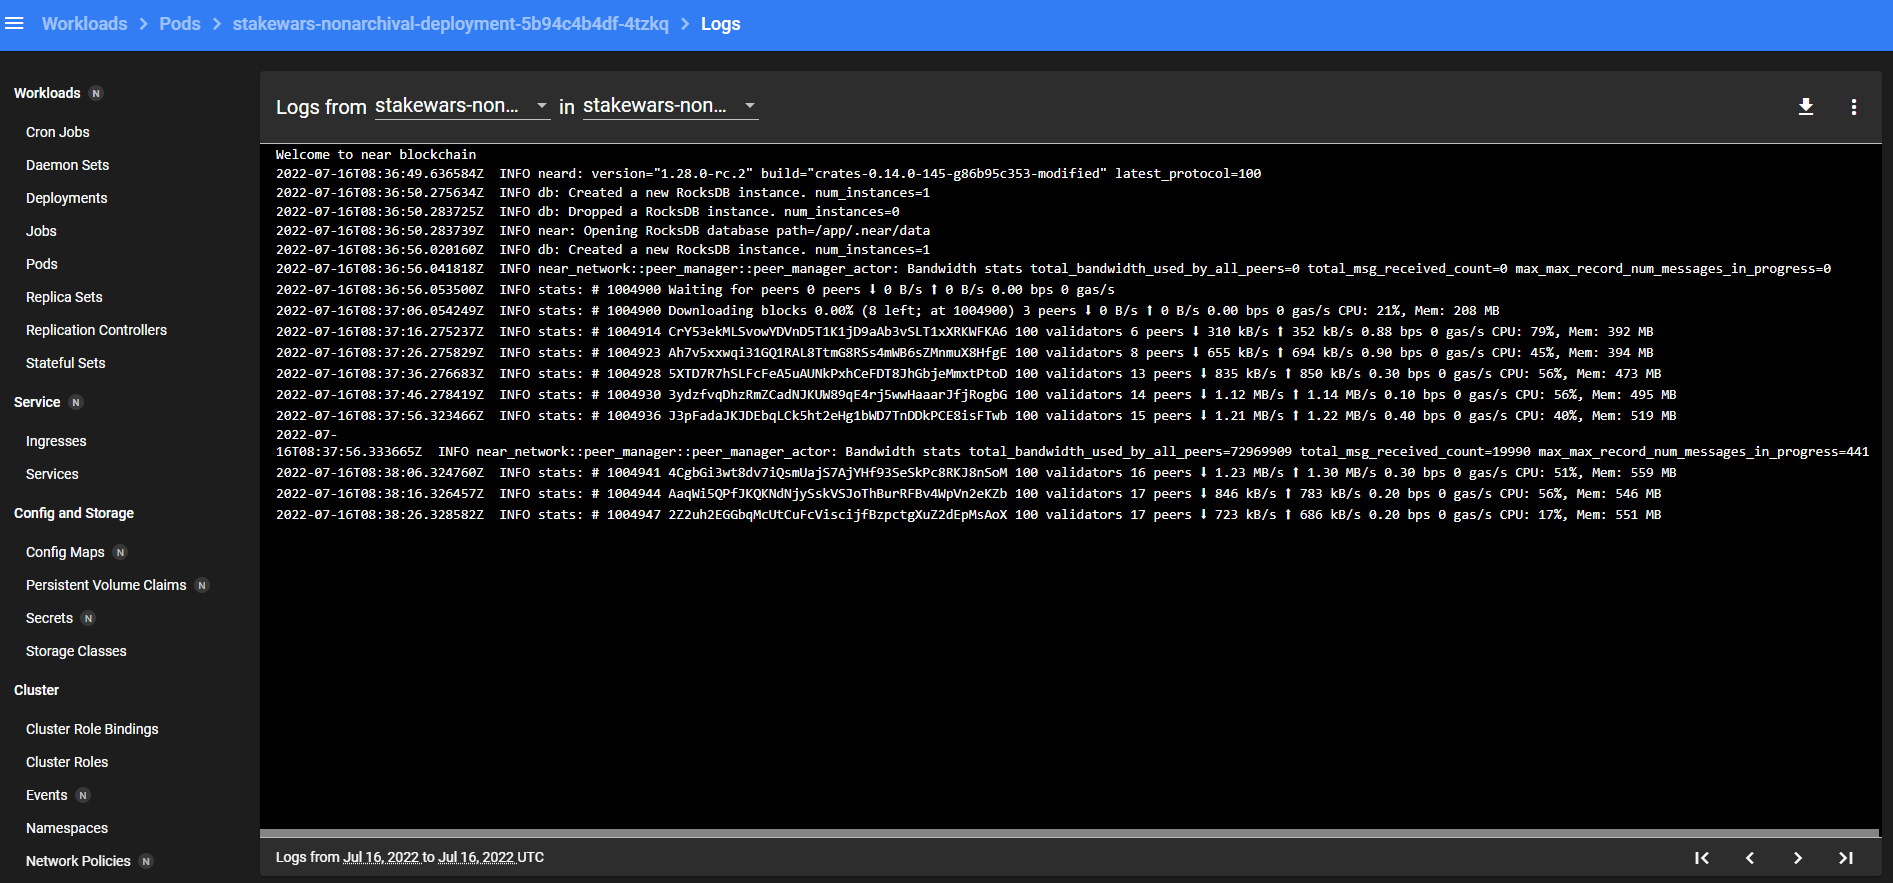 Workloads > Pods > stakewars-nonarchival-deployment-5b94c4b4df-4tzkq > Logs
Workloads N
Cron Jobs
Daemon Sets
Deployments
Jobs
Pods
Replica Sets
Replication Controllers
Stateful Sets
Service N
Ingresses
Services
Config and Storage
Config Maps N
Persistent Volume Claims N
Secrets N
Storage Classes
Cluster
Cluster Role Bindings
Cluster Roles
Events N
Namespaces
Network Policies N
Logs from stakewars-non... in stakewars-non...
Welcome to near blockchain
2022-07-16T08:36:49.636584Z  INFO neard: version="1.28.0-rc.2" build="crates-0.14.0-145-g86b95c353-modified" latest_protocol=100
2022-07-16T08:36:50.275634Z  INFO db: Created a new RocksDB instance. num_instances=1
2022-07-16T08:36:50.283725Z  INFO db: Dropped a RocksDB instance. num_instances=0
2022-07-16T08:36:50.283739Z  INFO near: Opening RocksDB database path=/app/.near/data
2022-07-16T08:36:56.020160Z  INFO db: Created a new RocksDB instance. num_instances=1
2022-07-16T08:36:56.041818Z  INFO near_network::peer_manager::peer_manager_actor: Bandwidth stats total_bandwidth_used_by_all_peers=0 total_msg_received_count=0 max_max_record_num_messages_in_progress=0
2022-07-16T08:36:56.053500Z  INFO stats: # 1004900 Waiting for peers 0 peers ⬇ 0 B/s ⬆ 0 B/s 0.00 bps 0 gas/s
2022-07-16T08:37:06.054249Z  INFO stats: # 1004900 Downloading blocks 0.00% (8 left; at 1004900) 3 peers ⬇ 0 B/s ⬆ 0 B/s 0.00 bps 0 gas/s CPU: 21%, Mem: 208 MB
2022-07-16T08:37:16.275237Z  INFO stats: # 1004914 CrY53ekMLSvowYDVnD5T1K1jD9aAb3vSLT1xXRKWFKA6 100 validators 6 peers ⬇ 310 kB/s ⬆ 352 kB/s 0.88 bps 0 gas/s CPU: 79%, Mem: 392 MB
2022-07-16T08:37:26.275829Z  INFO stats: # 1004923 Ah7v5xxwqi31GQ1RAL8TtmG8RSs4mWB6sZMnmuX8HfgE 100 validators 8 peers ⬇ 655 kB/s ⬆ 694 kB/s 0.90 bps 0 gas/s CPU: 45%, Mem: 394 MB
2022-07-16T08:37:36.276683Z  INFO stats: # 1004928 5XTD7R7hSLFcFeA5uAUNkPxhCeFDT8JhGbjeMmxtPtoD 100 validators 13 peers ⬇ 835 kB/s ⬆ 850 kB/s 0.30 bps 0 gas/s CPU: 56%, Mem: 473 MB
2022-07-16T08:37:46.278419Z  INFO stats: # 1004930 3ydzfvqDhzRmZCadNJKUW89qE4rj5wwHaaarJfjRogbG 100 validators 14 peers ⬇ 1.12 MB/s ⬆ 1.14 MB/s 0.10 bps 0 gas/s CPU: 56%, Mem: 495 MB
2022-07-16T08:37:56.323466Z  INFO stats: # 1004936 J3pFadaJKJDEbqLCk5ht2eHg1bWD7TnDDkPCE8isFTwb 100 validators 15 peers ⬇ 1.21 MB/s ⬆ 1.22 MB/s 0.40 bps 0 gas/s CPU: 40%, Mem: 519 MB
2022-07-
16T08:37:56.333665Z  INFO near_network::peer_manager::peer_manager_actor: Bandwidth stats total_bandwidth_used_by_all_peers=72969909 total_msg_received_count=19990 max_max_record_num_messages_in_progress=441
2022-07-16T08:38:06.324760Z  INFO stats: # 1004941 4CgbGi3wt8dv7iQsmUajS7AjYHf93SeSkPc8RKJ8nSoM 100 validators 16 peers ⬇ 1.23 MB/s ⬆ 1.30 MB/s 0.30 bps 0 gas/s CPU: 51%, Mem: 559 MB
2022-07-16T08:38:16.326457Z  INFO stats: # 1004944 AaqWi5QPfJKQKNdNjySskVSJoThBurRFBv4WpVn2eKZb 100 validators 17 peers ⬇ 846 kB/s ⬆ 783 kB/s 0.20 bps 0 gas/s CPU: 56%, Mem: 546 MB
2022-07-16T08:38:26.328582Z  INFO stats: # 1004947 2Z2uh2EGGbqMcUtCuFcViscijfBzpctgXuZ2dEpMsAoX 100 validators 17 peers ⬇ 723 kB/s ⬆ 686 kB/s 0.20 bps 0 gas/s CPU: 17%, Mem: 551 MB
Logs from Jul 16, 2022 to Jul 16, 2022 UTC